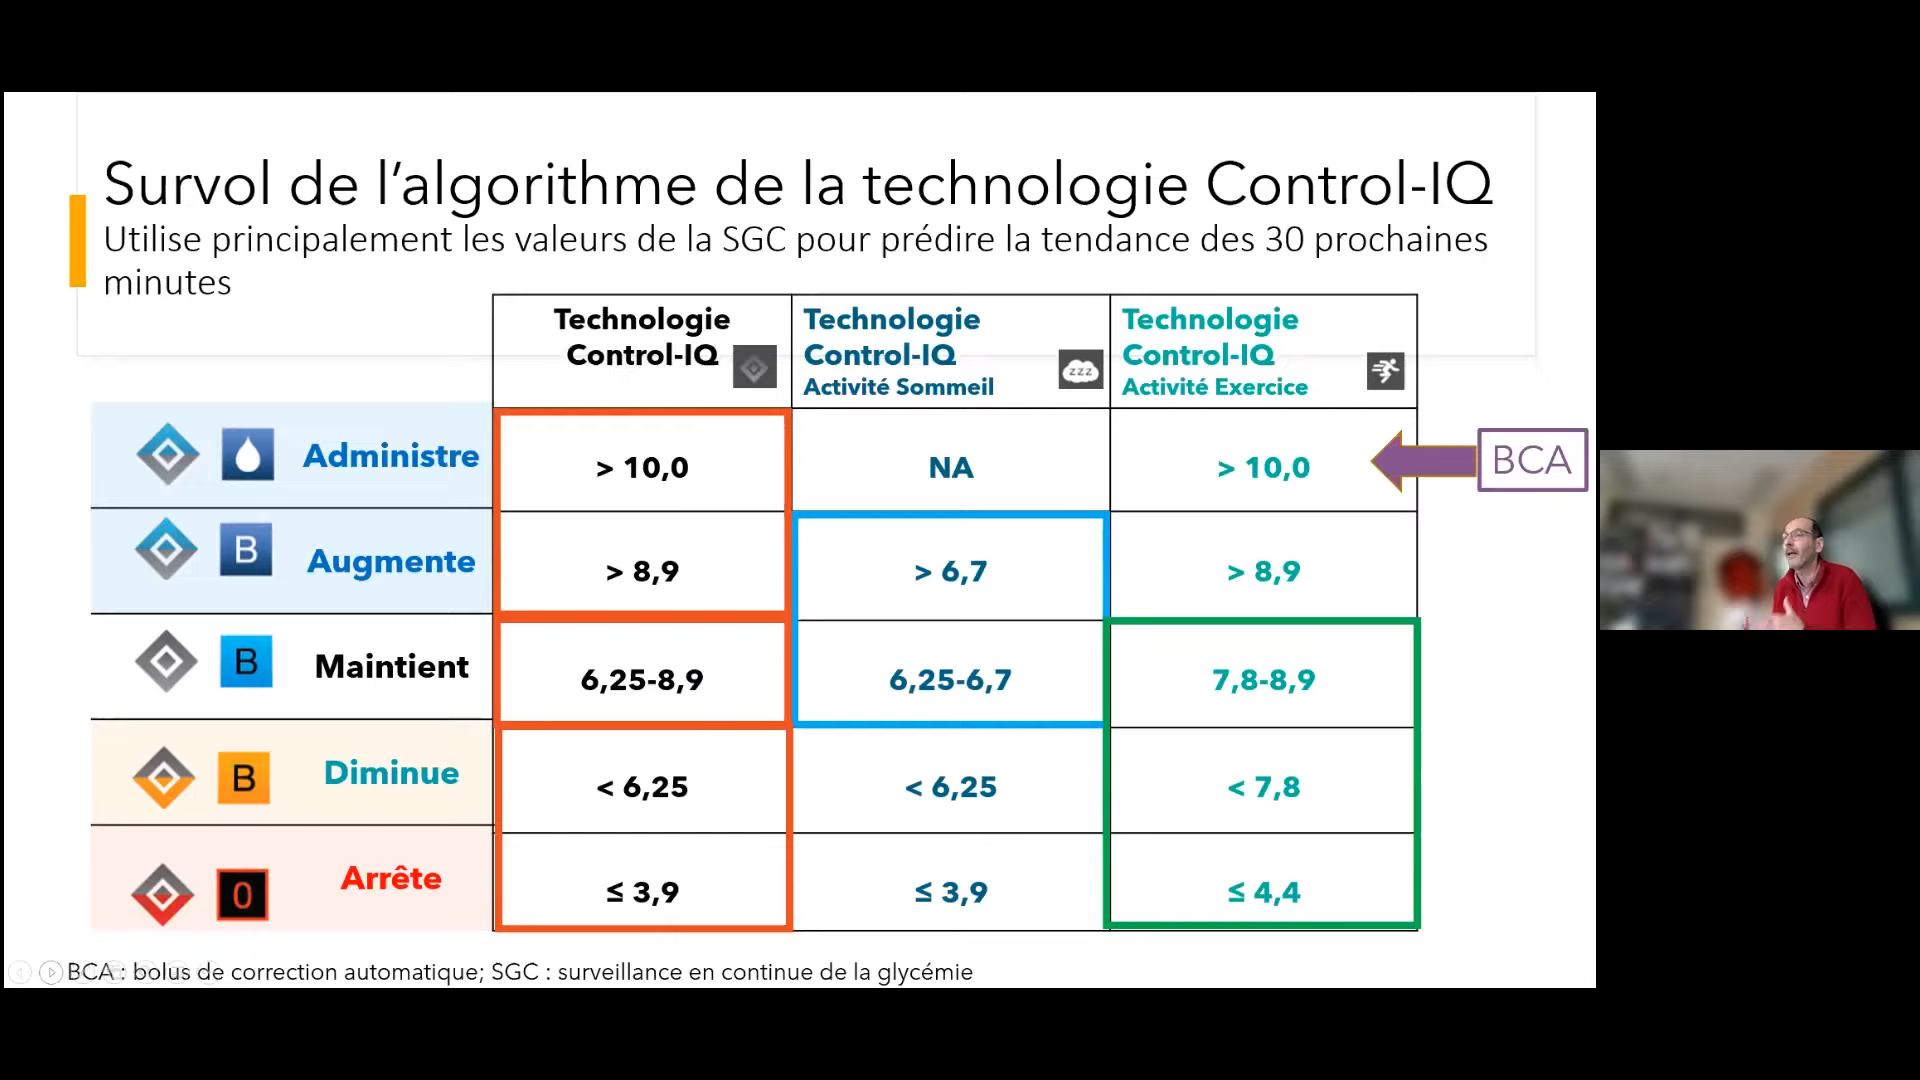 Survol de l'algorithme de la technologie Control-IQ
Utilise principalement les valeurs de la SGC pour prédire la tendance des 30 prochaines
minutes
Technologie
Control-IQ
Technologie
Control-IQ
Activité Sommeil
zzz
Technologie
Control-IQ
Activité Exercice
Administre
> 10,0
NA
> 10,0
BCA
B
Augmente
> 8,9
> 6,7
> 8,9
B
Maintient
6,25-8,9
6,25-6,7
7,8-8,9
B
Diminue
< 6,25
< 6,25
< 7,8
0
Arrête
≤ 3,9
≤ 3,9
≤ 4,4
BCA : bolus de correction automatique; SGC : surveillance en continue de la glycémie